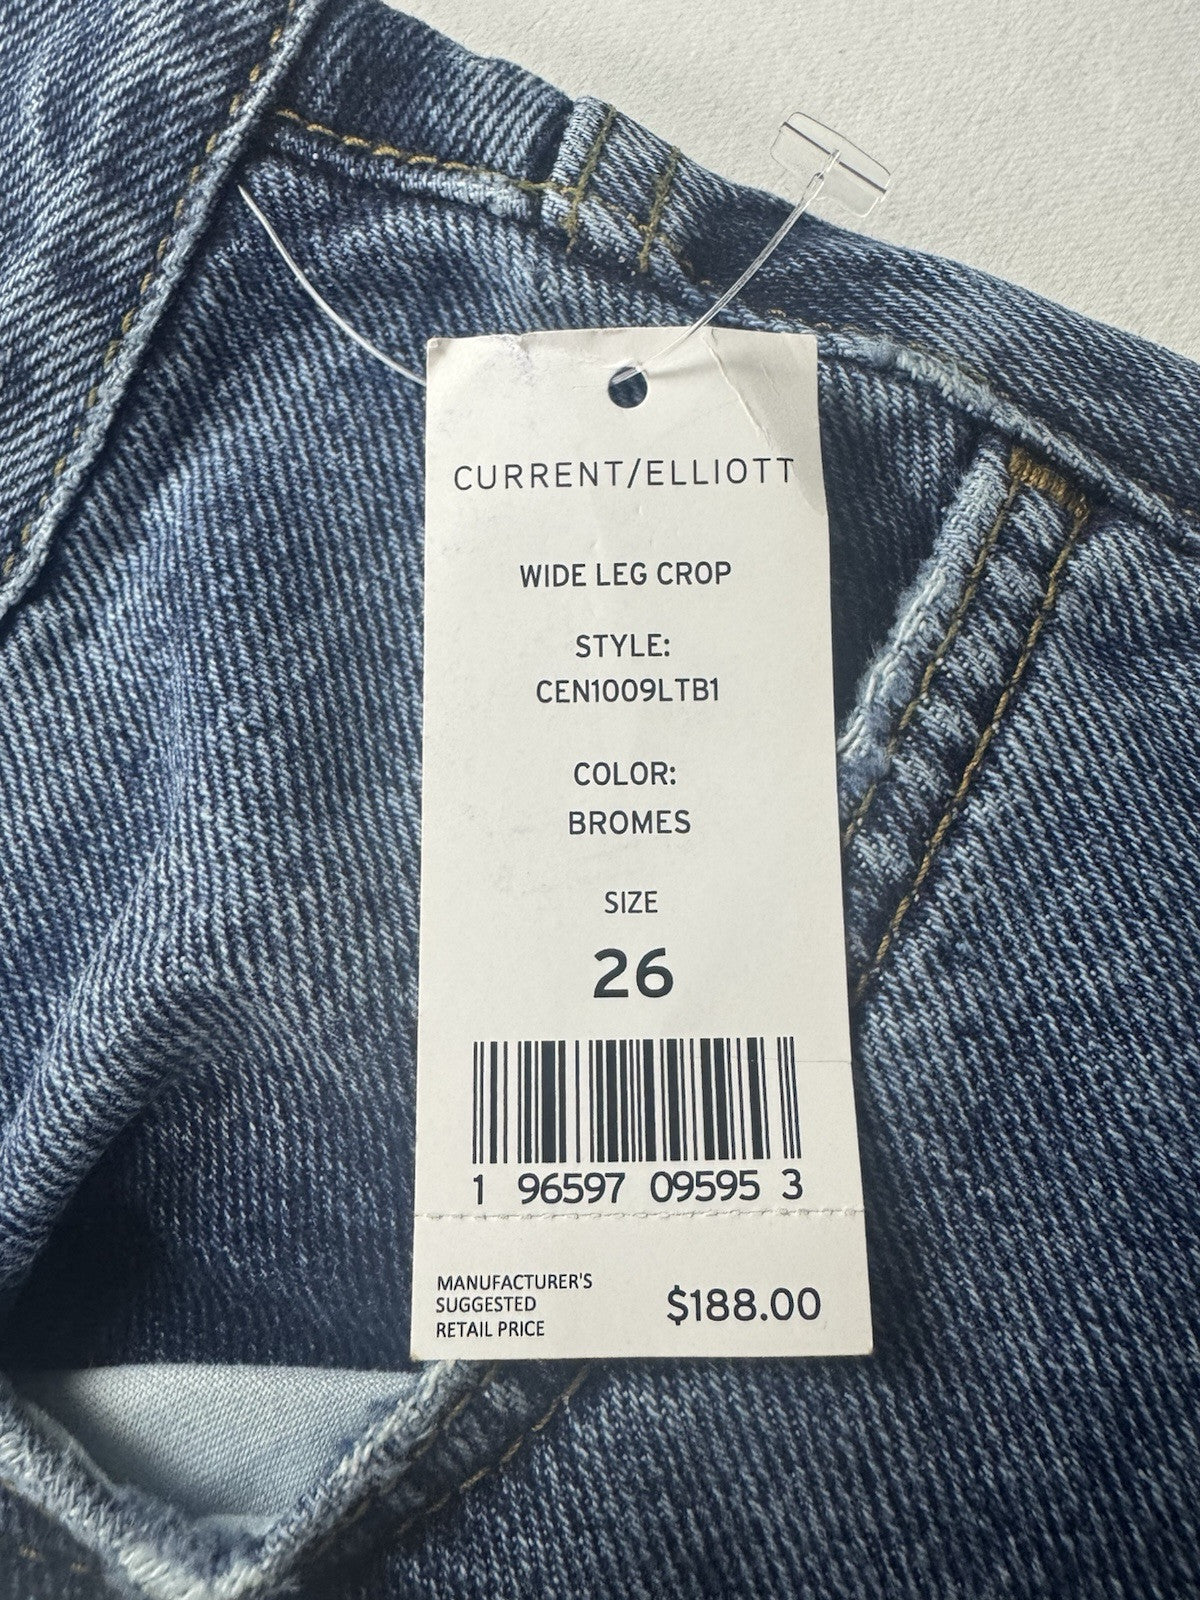 CURRENT/ELLIOTT
WIDE LEG CROP
STYLE:
CEN1009LTB1
COLOR:
BROMES
SIZE
26
1 96597 09595 3
MANUFACTURER'S
SUGGESTED
RETAIL PRICE
$188.00